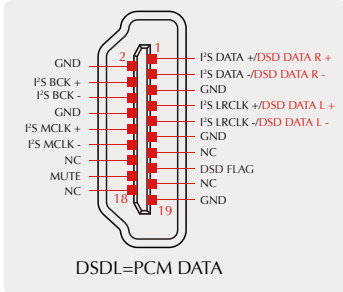 2
1
GND
I²S BCK +
I²S BCK -
GND
I²S MCLK +
I²S MCLK -
NC
MUTE
NC
18
19
I²S DATA +/DSD DATA R +
I²S DATA -/DSD DATA R -
GND
I²S LRCLK +/DSD DATA L +
I²S LRCLK -/DSD DATA L -
GND
NC
DSD FLAG
NC
GND
DSDL=PCM DATA